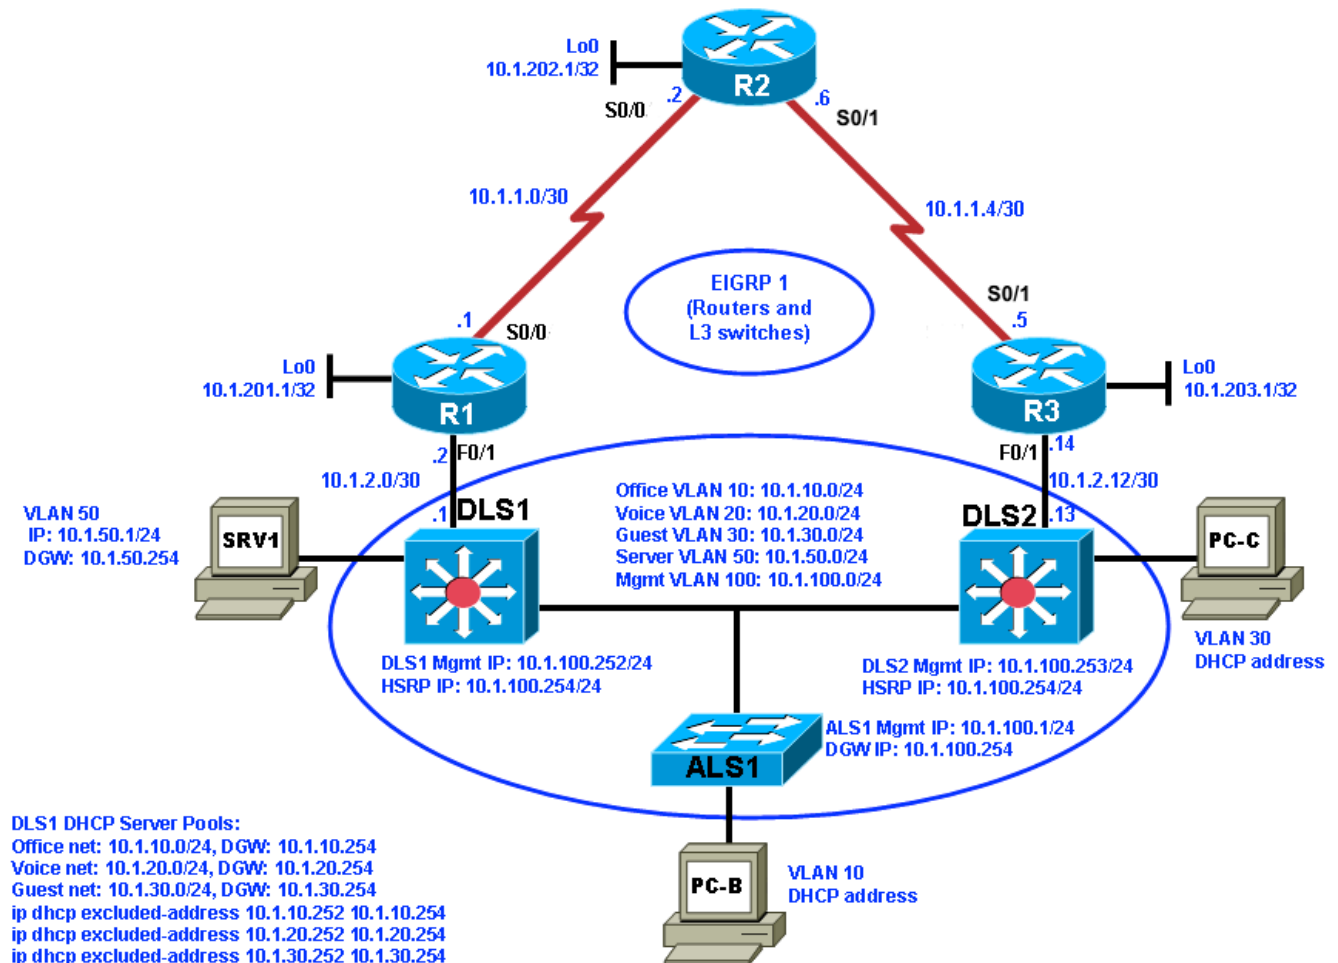 Lo0
10.1.202.1/32
R2
.2
.6
S0/0
S0/1
10.1.1.0/30
10.1.1.4/30
EIGRP 1
(Routers and
L3 switches)
S0/1
.1
.5
S0/0
Lo0
10.1.201.1/32
R1
R3
Lo0
10.1.203.1/32
.2
F0/1
F0/1
.14
10.1.2.0/30
10.1.2.12/30
Office VLAN 10: 10.1.10.0/24
Voice VLAN 20: 10.1.20.0/24
Guest VLAN 30: 10.1.30.0/24
Server VLAN 50: 10.1.50.0/24
Mgmt VLAN 100: 10.1.100.0/24
VLAN 50
IP: 10.1.50.1/24
DGW: 10.1.50.254
SRV1
.1
DLS1
DLS2
.13
PC-C
VLAN 30
DHCP address
DLS1 Mgmt IP: 10.1.100.252/24
HSRP IP: 10.1.100.254/24
DLS2 Mgmt IP: 10.1.100.253/24
HSRP IP: 10.1.100.254/24
ALS1 Mgmt IP: 10.1.100.1/24
DGW IP: 10.1.100.254
ALS1
DLS1 DHCP Server Pools:
Office net: 10.1.10.0/24, DGW: 10.1.10.254
Voice net: 10.1.20.0/24, DGW: 10.1.20.254
Guest net: 10.1.30.0/24, DGW: 10.1.30.254
ip dhcp excluded-address 10.1.10.252 10.1.10.254
ip dhcp excluded-address 10.1.20.252 10.1.20.254
ip dhcp excluded-address 10.1.30.252 10.1.30.254
PC-B
VLAN 10
DHCP address